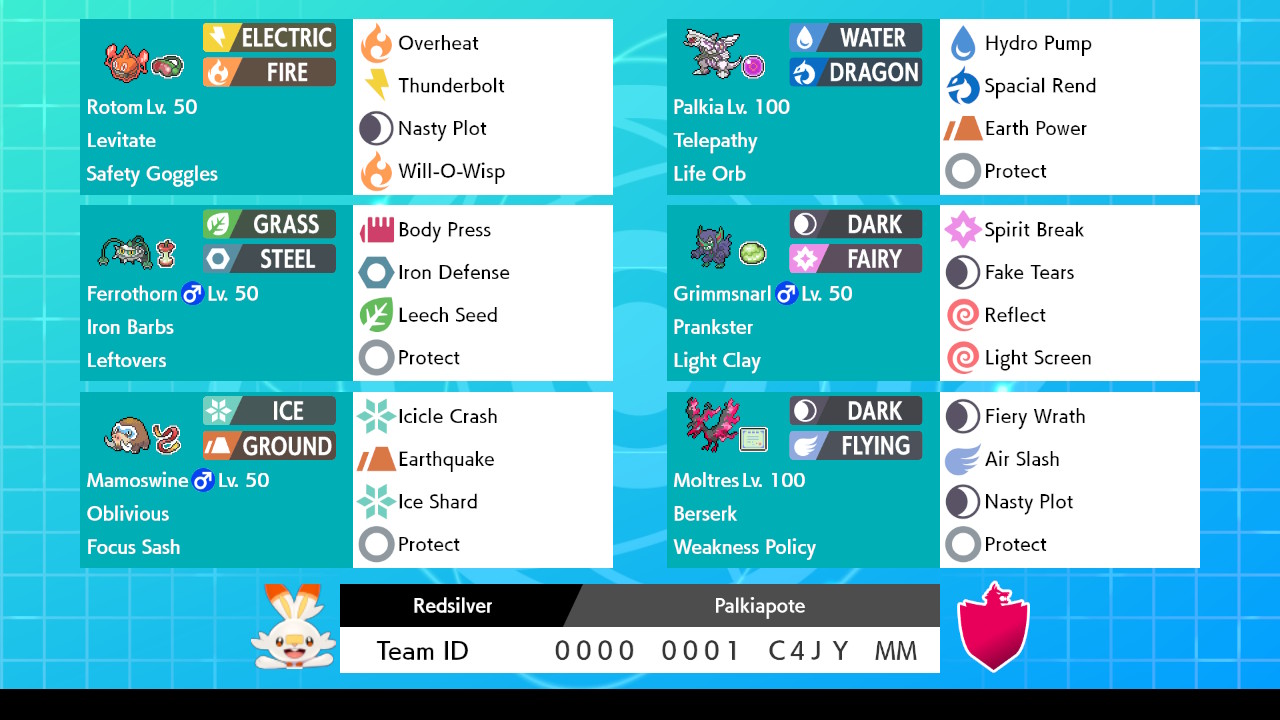 ELECTRIC
FIRE
Rotom Lv. 50
Levitate
Safety Goggles
Overheat
Thunderbolt
Nasty Plot
Will-O-Wisp
WATER
DRAGON
Palkia Lv. 100
Telepathy
Life Orb
Hydro Pump
Spacial Rend
Earth Power
Protect
GRASS
STEEL
Ferrothorn ♂ Lv. 50
Iron Barbs
Leftovers
Body Press
Iron Defense
Leech Seed
Protect
DARK
FAIRY
Grimmsnarl ♂ Lv. 50
Prankster
Light Clay
Spirit Break
Fake Tears
Reflect
Light Screen
ICE
GROUND
Mamoswine ♂ Lv. 50
Oblivious
Focus Sash
Icicle Crash
Earthquake
Ice Shard
Protect
DARK
FLYING
Moltres Lv. 100
Berserk
Weakness Policy
Fiery Wrath
Air Slash
Nasty Plot
Protect
Redsilver Palkiapote
Team ID 0000 0001 C4JY MM